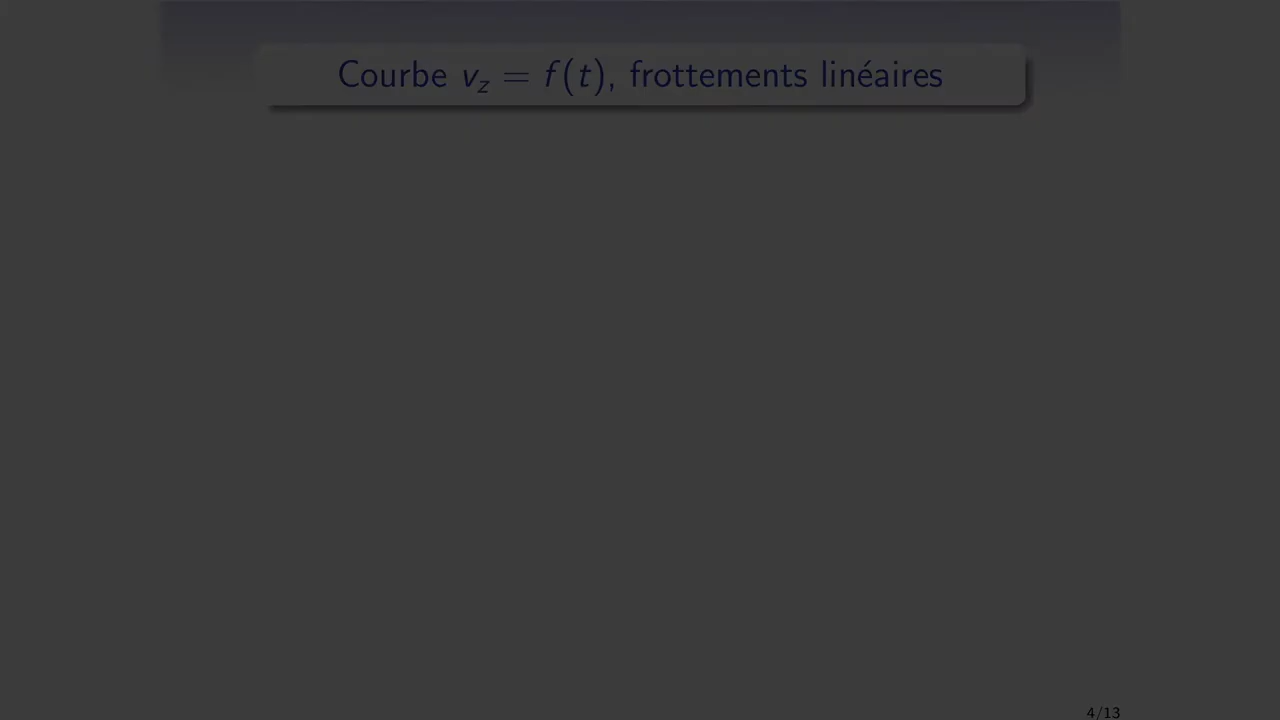 Courbe v_z = f(t), frottements linéaires
4/13